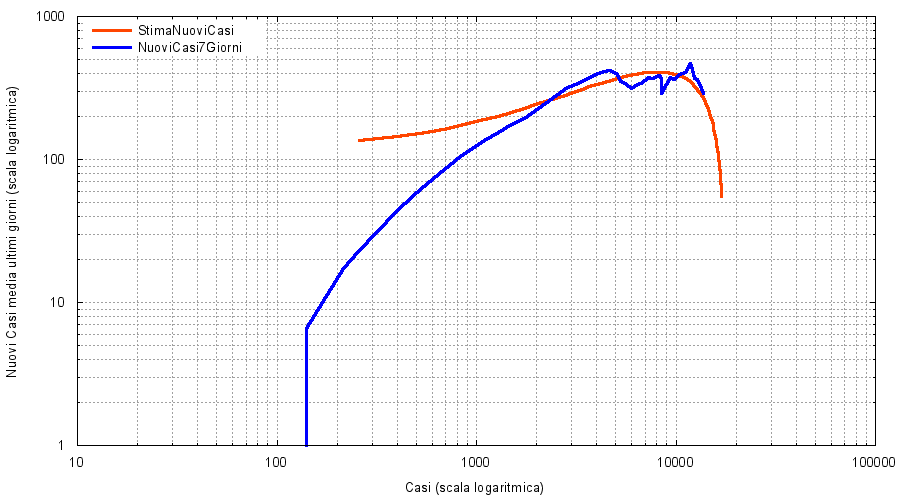 1000
StimaNuoviCasi
NuoviCasi7Giorni
100
10
1
Nuovi Casi media ultimi giorni (scala logaritmica)
10 100 1000 10000 100000
Casi (scala logaritmica)